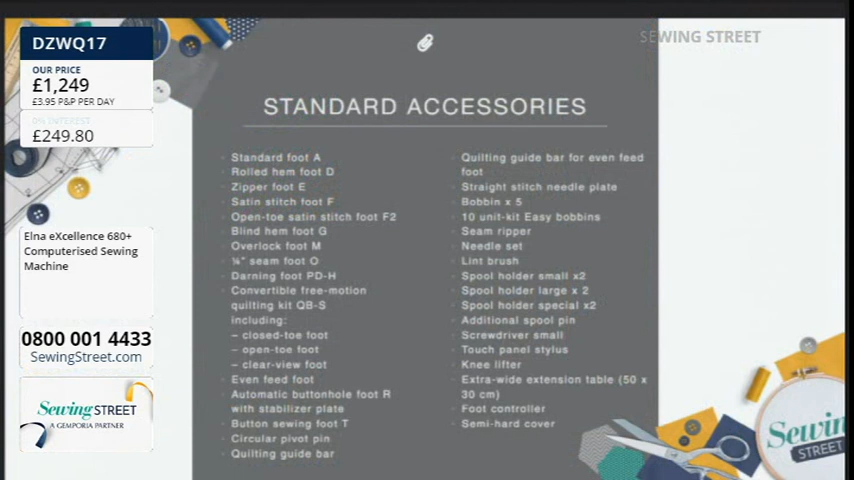 DZWQ17
OUR PRICE
£1,249
£3.95 P&P PER DAY
0% INTEREST
£249.80
Elna eXcellence 680+
Computerised Sewing
Machine
0800 001 4433
SewingStreet.com
Sewing STREET
A GEMPORIA PARTNER
SEWING STREET
STANDARD ACCESSORIES
Standard foot A
Rolled hem foot D
Zipper foot E
Satin stitch foot F
Open-toe satin stitch foot F2
Blind hem foot G
Overlock foot M
¼" seam foot O
Darning foot PD-H
Convertible free-motion
quilting kit QB-S
including:
– closed-toe foot
– open-toe foot
– clear-view foot
Even feed foot
Automatic buttonhole foot R
with stabilizer plate
Button sewing foot T
Circular pivot pin
Quilting guide bar
Quilting guide bar for even feed
foot
Straight stitch needle plate
Bobbin x 5
10 unit-kit Easy bobbins
Seam ripper
Needle set
Lint brush
Spool holder small x2
Spool holder large x 2
Spool holder special x2
Additional spool pin
Screwdriver small
Touch panel stylus
Knee lifter
Extra-wide extension table (50 x
30 cm)
Foot controller
Semi-hard cover
Sewin
STREET